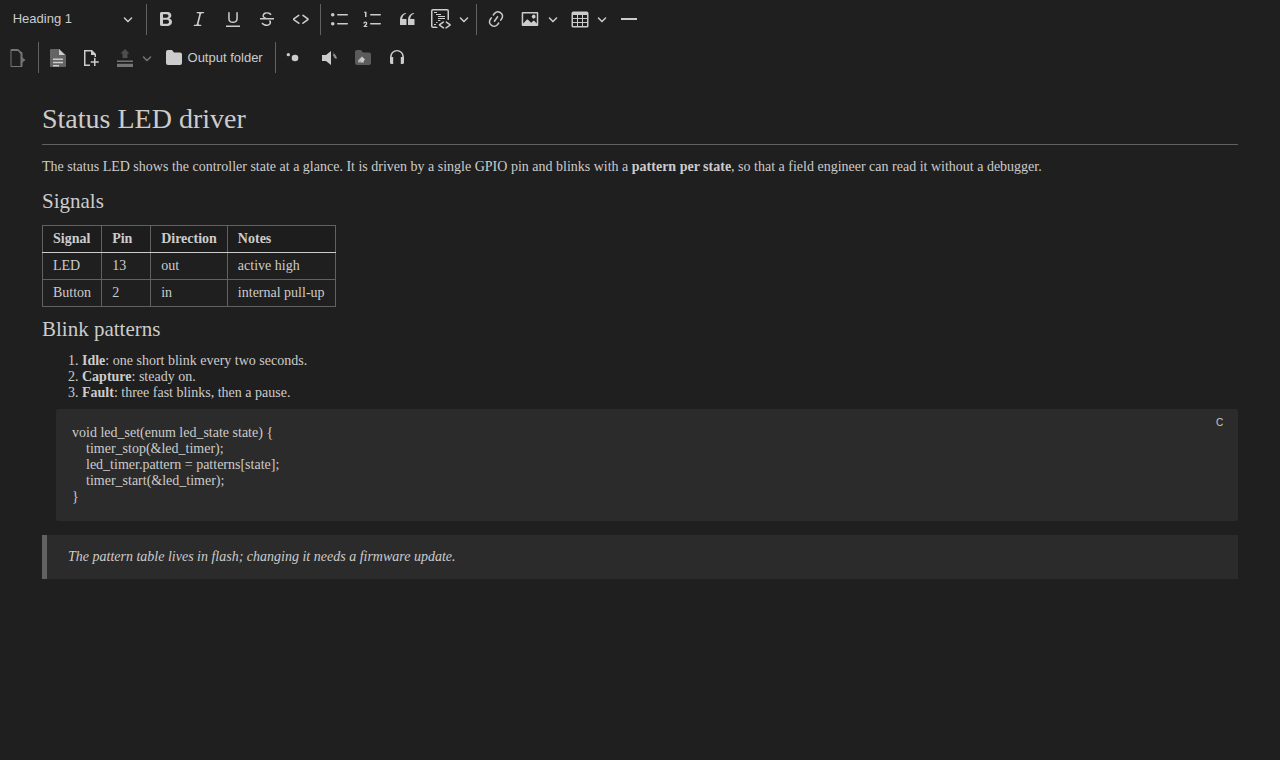 Heading 1
Output folder
Status LED driver
The status LED shows the controller state at a glance. It is driven by a single GPIO pin and blinks with a pattern per state, so that a field engineer can read it without a debugger.
Signals
Signal Pin Direction Notes
LED 13 out active high
Button 2 in internal pull-up
Blink patterns
1. Idle: one short blink every two seconds.
2. Capture: steady on.
3. Fault: three fast blinks, then a pause.
C
void led_set(enum led_state state) {
    timer_stop(&led_timer);
    led_timer.pattern = patterns[state];
    timer_start(&led_timer);
}
The pattern table lives in flash; changing it needs a firmware update.